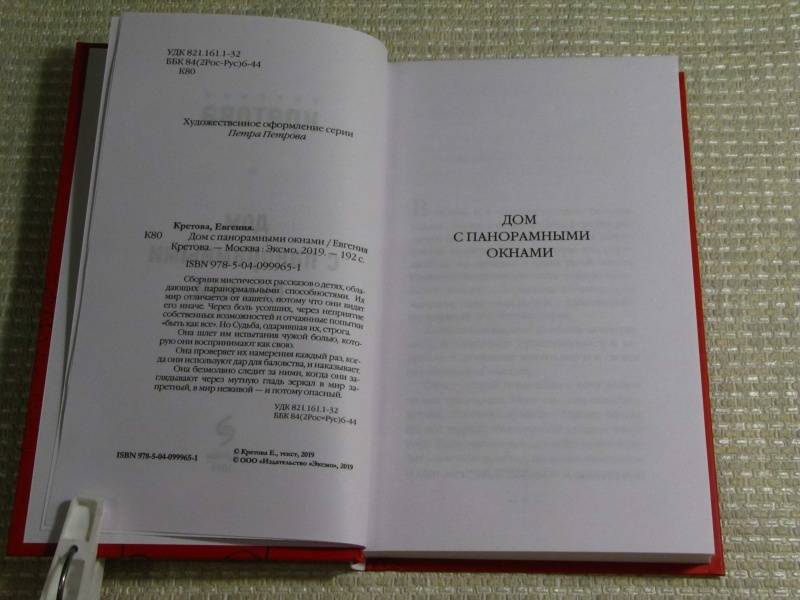 УДК 821.161.1-32
ББК 84(2Рос-Рус)6-44
К80
Художественное оформление серии
Петра Петрова
Кретова, Евгения.
К80 Дом с панорамными окнами / Евгения
Кретова. — Москва : Эксмо, 2019. — 192 с.
ISBN 978-5-04-099965-1
Сборник мистических рассказов о детях, обла-
дающих паранормальными способностями. Их
мир отличается от нашего, потому что они видят
его иначе. Через боль усопших, через неприятие
собственных возможностей и отчаянные попытки
«быть как все». Но Судьба, одарившая их, строга.
Она шлет им испытания чужой болью, кото-
рую они воспринимают как свою.
Она проверяет их намерения каждый раз, ког-
да они используют дар для баловства, и наказывает.
Она безмолвно следит за ними, когда они за-
глядывают через мутную гладь зеркал в мир за-
претный, в мир неживой — и потому опасный.
УДК 821.161.1-32
ББК 84(2Рос=Рус)6-44
ISBN 978-5-04-099965-1
© Кретова Е., текст, 2019
© ООО «Издательство «Эксмо», 2019
ДОМ
С ПАНОРАМНЫМИ
ОКНАМИ